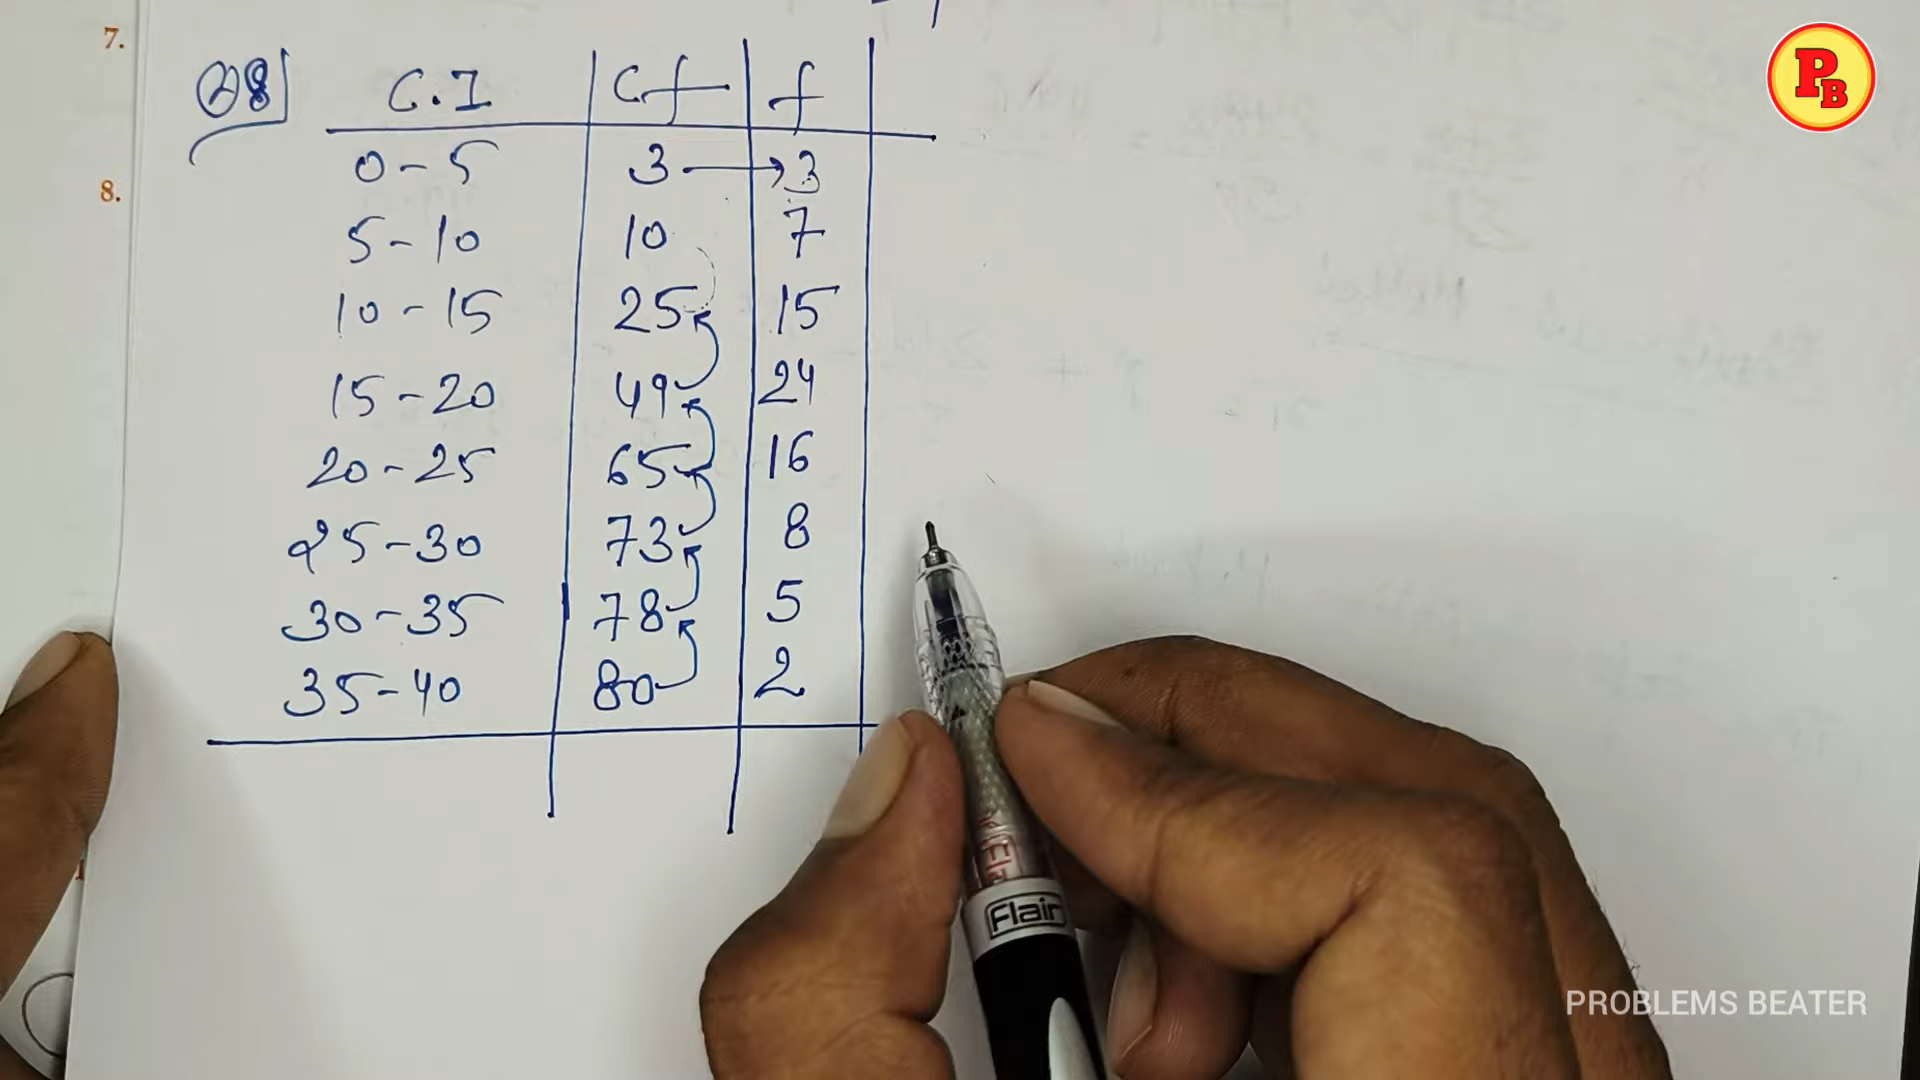 7.
8.
Q8
C.I Cf f
0-5 3 → 3
5-10 10 7
10-15 25 15
15-20 49 24
20-25 65 16
25-30 73 8
30-35 78 5
35-40 80 2
PB
Flair
PROBLEMS BEATER